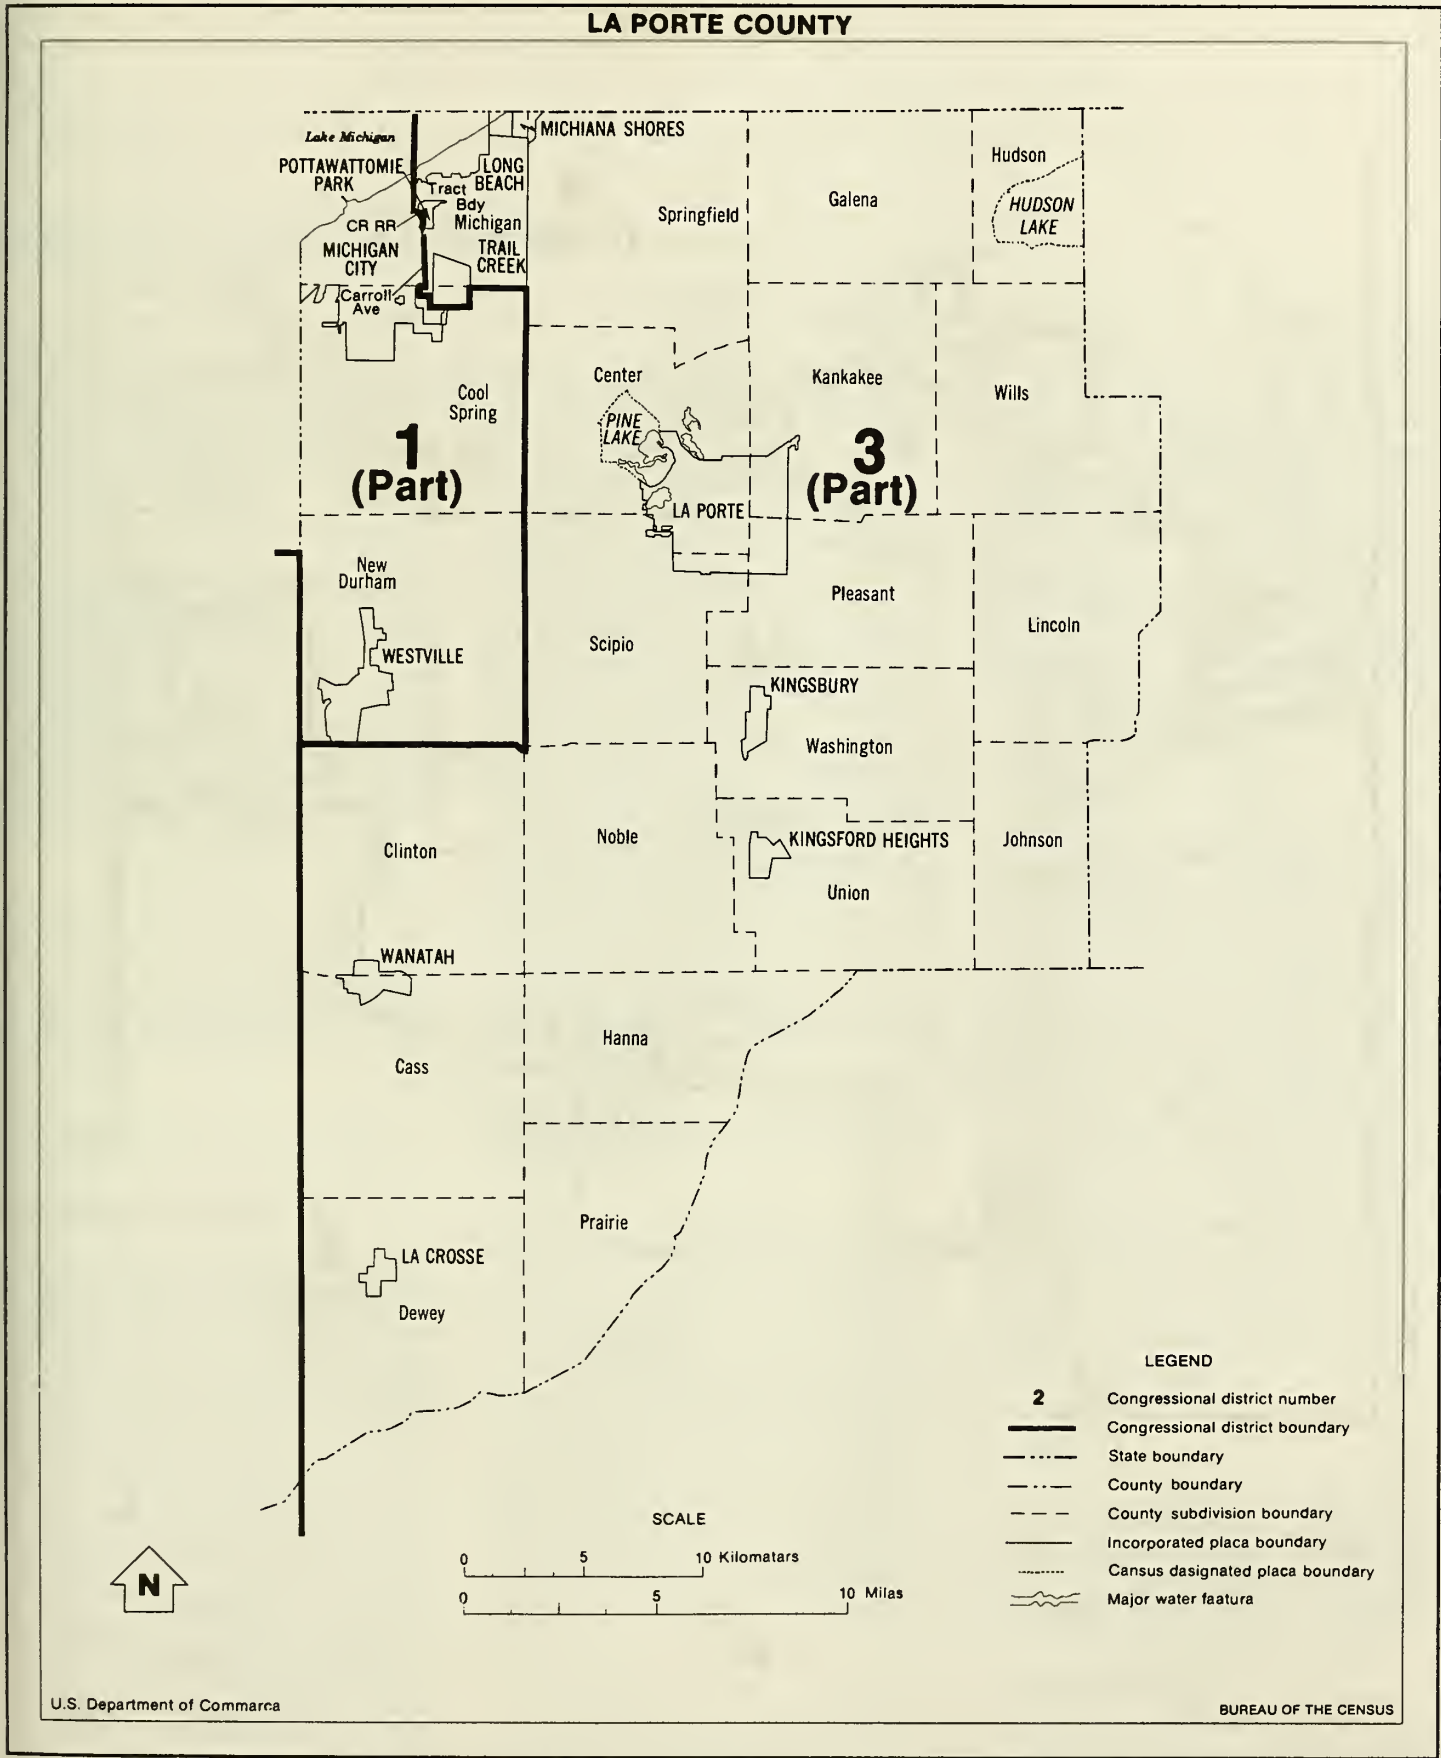 LA PORTE COUNTY
Lake Michigan
MICHIANA SHORES
POTTAWATTOMIE
PARK
LONG
BEACH
Tract
Bdy
Michigan
CR RR
MICHIGAN
CITY
TRAIL
CREEK
Carroll
Ave
Springfield
Galena
Hudson
HUDSON
LAKE
Cool
Spring
1
(Part)
Center
PINE
LAKE
LA PORTE
Kankakee
3
(Part)
Wills
New
Durham
WESTVILLE
Scipio
Pleasant
Lincoln
KINGSBURY
Washington
Clinton
Noble
KINGSFORD HEIGHTS
Union
Johnson
WANATAH
Cass
Hanna
Prairie
LA CROSSE
Dewey
LEGEND
2 Congressional district number
Congressional district boundary
State boundary
County boundary
County subdivision boundary
Incorporated placa boundary
Cansus dasignated placa boundary
Major water faatura
SCALE
0 5 10 Kilomatars
0 5 10 Milas
N
U.S. Department of Commarca
BUREAU OF THE CENSUS